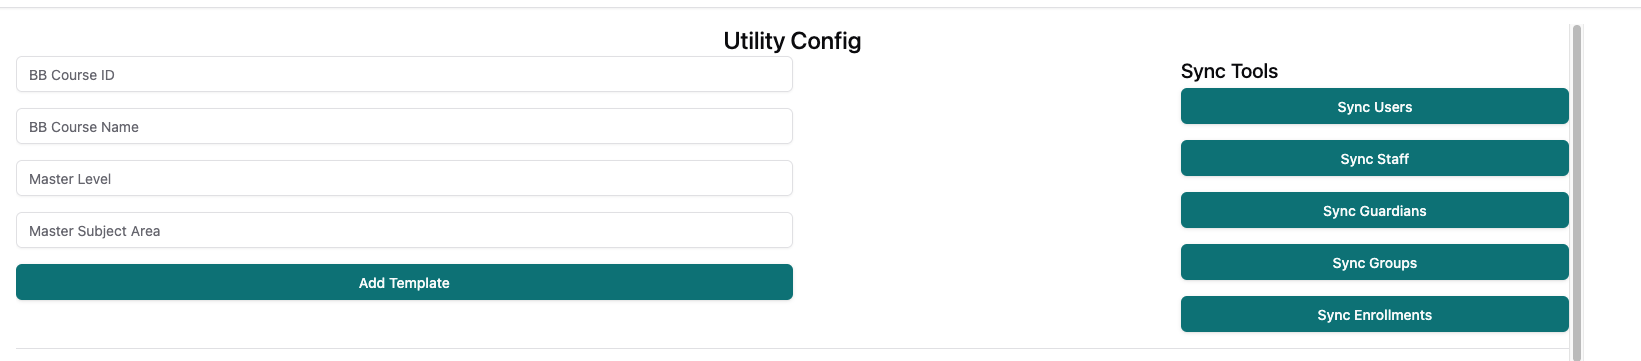 Utility Config
BB Course ID
BB Course Name
Master Level
Master Subject Area
Add Template
Sync Tools
Sync Users
Sync Staff
Sync Guardians
Sync Groups
Sync Enrollments